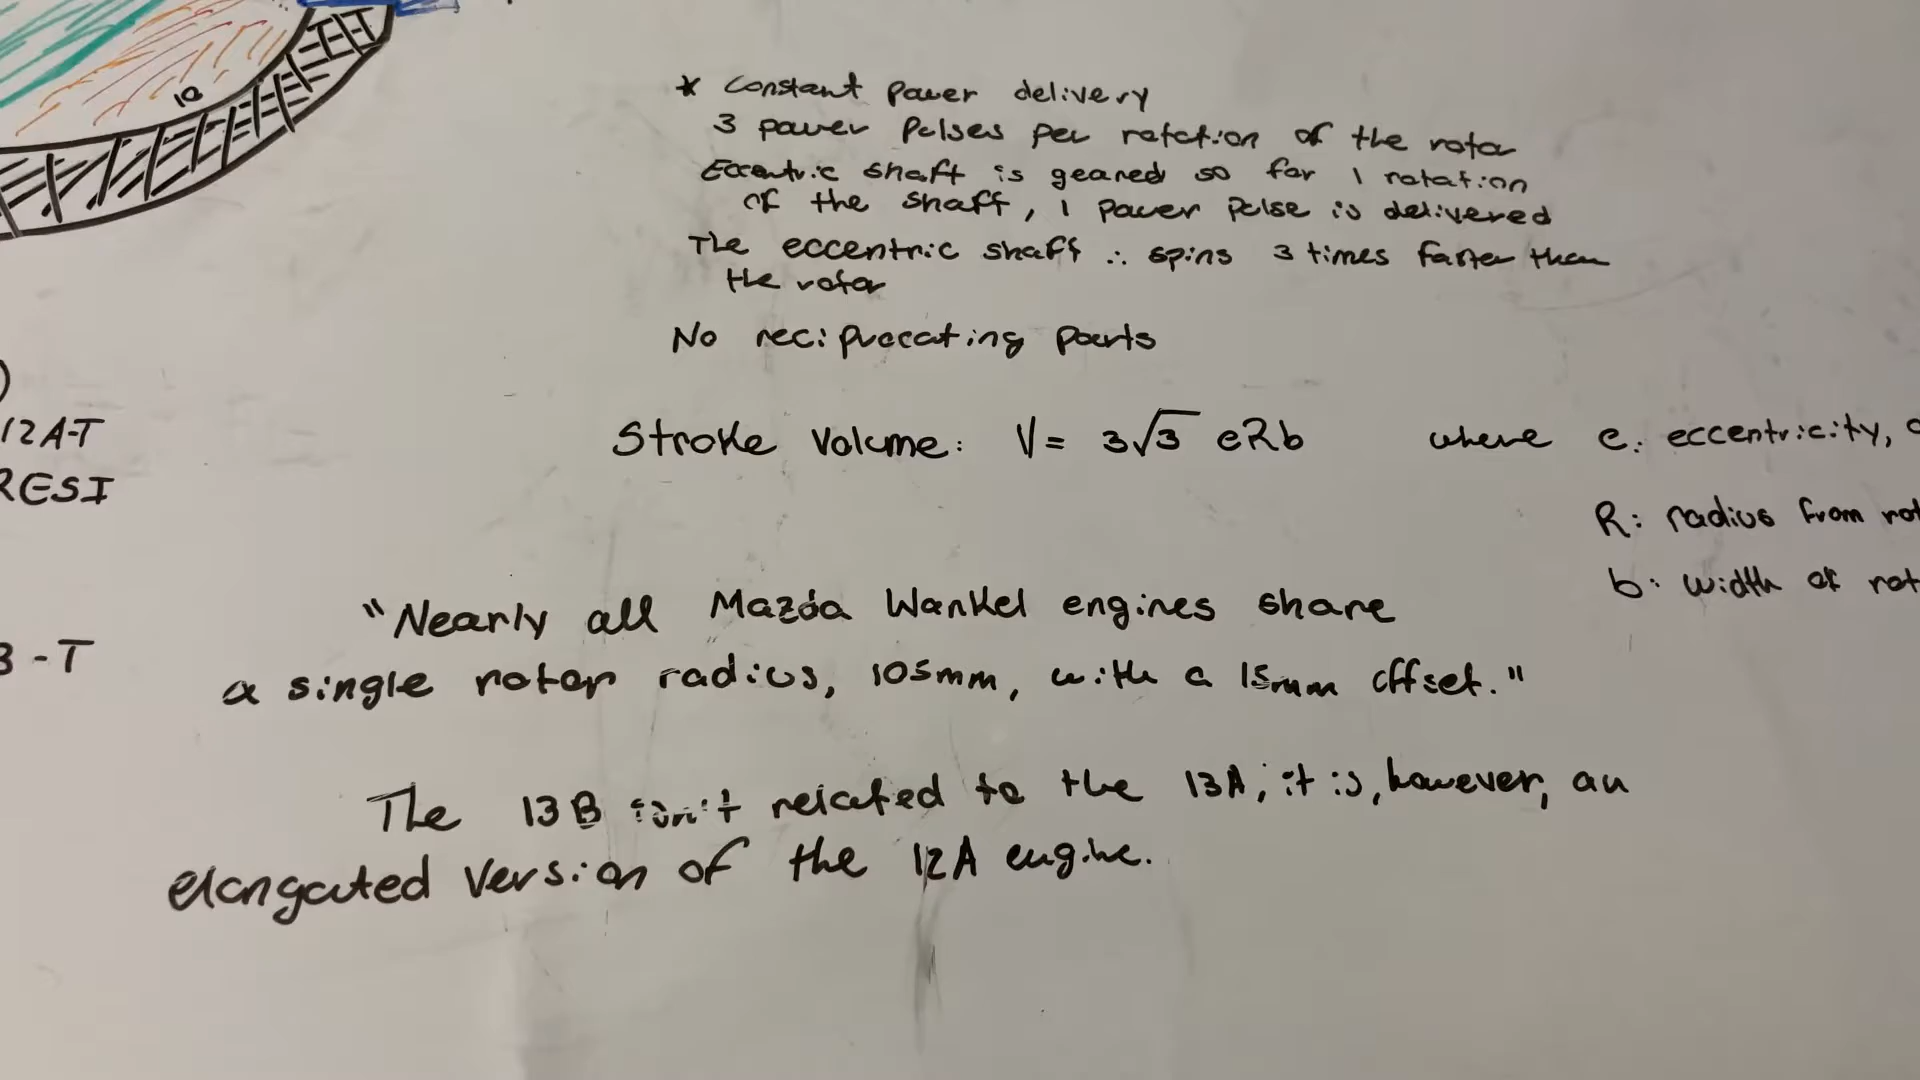 10
* Constant power delivery
3 power pulses per rotation of the rotor
Eccentric shaft is geared so for 1 rotation
of the shaft, 1 power pulse is delivered
The eccentric shaft ∴ spins 3 times faster than
the rotor
No reciprocating parts
12A-T
RESI
Stroke Volume: V = 3√3 eRb where e: eccentricity,
R: radius from rot
b: width of rot
"Nearly all Mazda Wankel engines share
a single rotor radius, 105mm, with a 15mm offset."
3-T
The 13B isn't related to the 13A; it is, however, an
elongated version of the 12A engine.